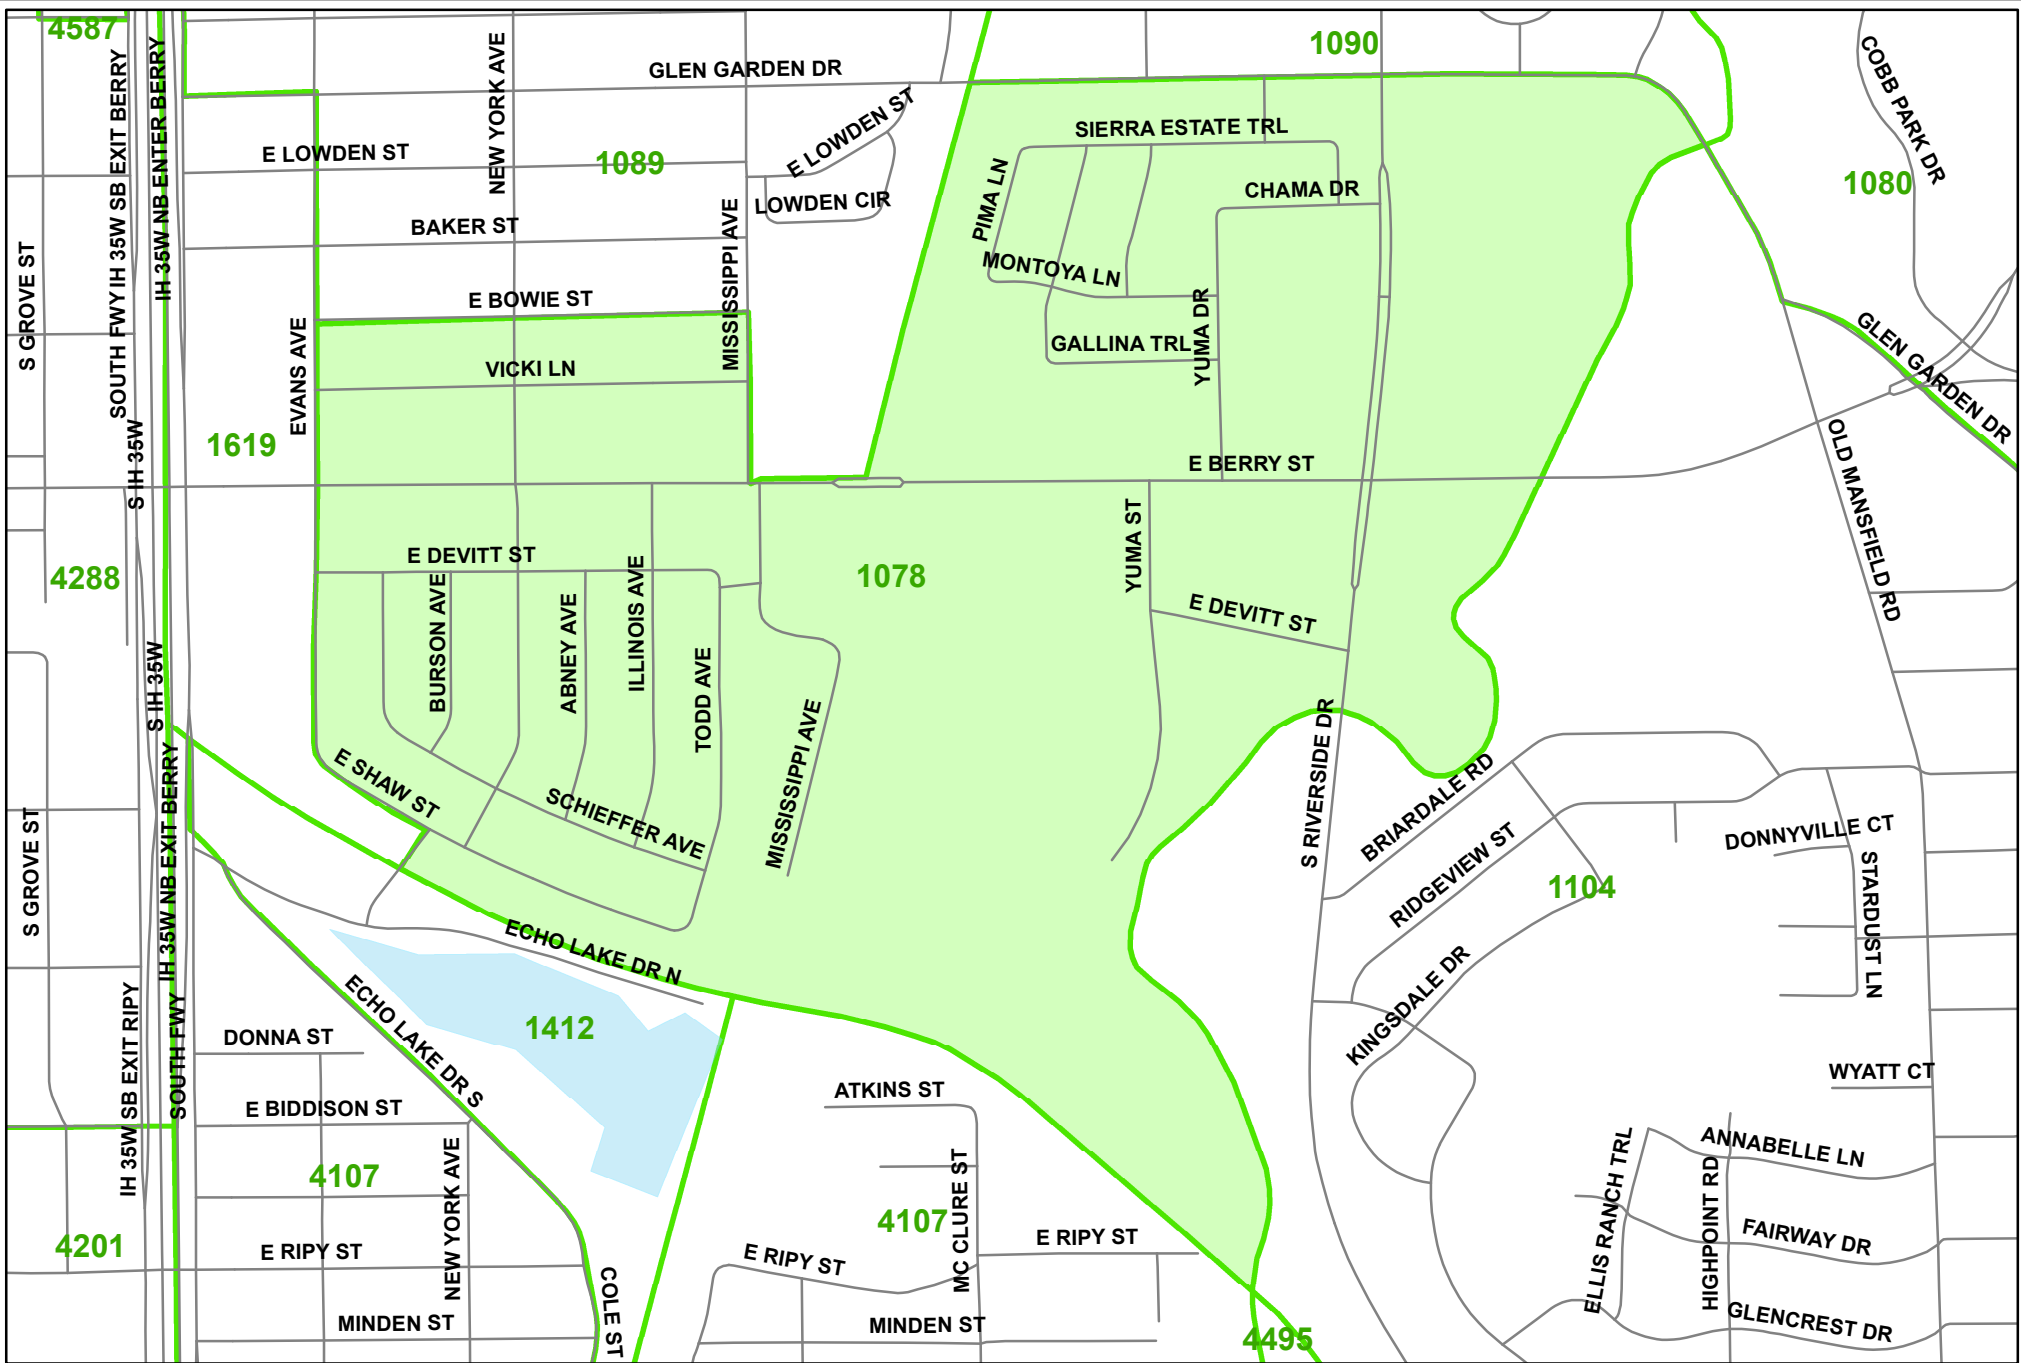 4587
1090
GLEN GARDEN DR
NEW YORK AVE
COBB PARK DR
SOUTH FWY IH 35W SB EXIT BERRY
IH 35W NB ENTER BERRY
E LOWDEN ST
1089
E LOWDEN ST
SIERRA ESTATE TRL
1080
PIMA LN
CHAMA DR
LOWDEN CIR
BAKER ST
MISSISSIPPI AVE
MONTOYA LN
S GROVE ST
E BOWIE ST
YUMA DR
GALLINA TRL
GLEN GARDEN DR
EVANS AVE
VICKI LN
1619
S IH 35W
E BERRY ST
OLD MANSFIELD RD
E DEVITT ST
YUMA ST
4288
1078
BURSON AVE
ABNEY AVE
ILLINOIS AVE
E DEVITT ST
TODD AVE
S IH 35W
MISSISSIPPI AVE
S RIVERSIDE DR
E SHAW ST
SCHIEFFER AVE
IH 35W NB EXIT BERRY
BRIARDALE RD
DONNYVILLE CT
S GROVE ST
RIDGEVIEW ST
1104
STARDUST LN
ECHO LAKE DR N
KINGSDALE DR
IH 35W SB EXIT RIPY
SOUTH FWY
ECHO LAKE DR S
1412
DONNA ST
WYATT CT
ATKINS ST
E BIDDISON ST
4107
NEW YORK AVE
MC CLURE ST
ANNABELLE LN
ELLIS RANCH TRL
HIGHPOINT RD
4107
4201
E RIPY ST
E RIPY ST
E RIPY ST
FAIRWAY DR
COLE ST
MINDEN ST
MINDEN ST
4495
GLENCREST DR